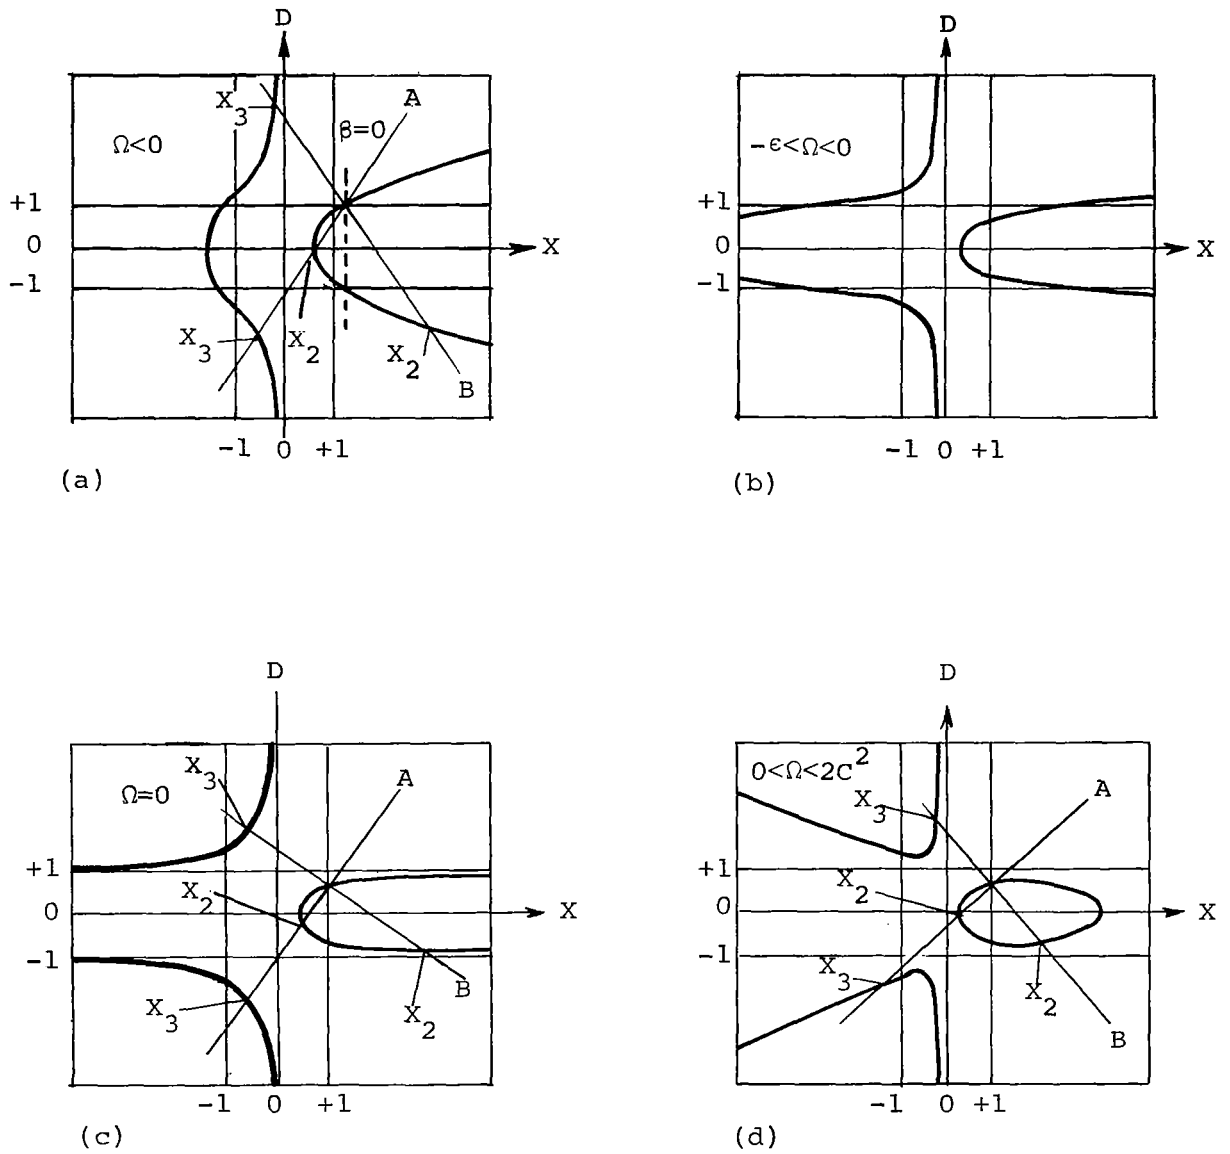 D
X₃
A
β=0
Ω<0
+1
0
X
-1
X₃
X₂
X₂
B
-1 0 +1
(a)
D
-ϵ<Ω<0
+1
0
X
-1
-1 0 +1
(b)
D
X₃
A
Ω=0
+1
X₂
0
X
-1
B
X₃
X₂
-1 0 +1
(c)
D
0<Ω<2C²
X₃
A
+1
X₂
0
X
-1
X₃
X₂
B
-1 0 +1
(d)